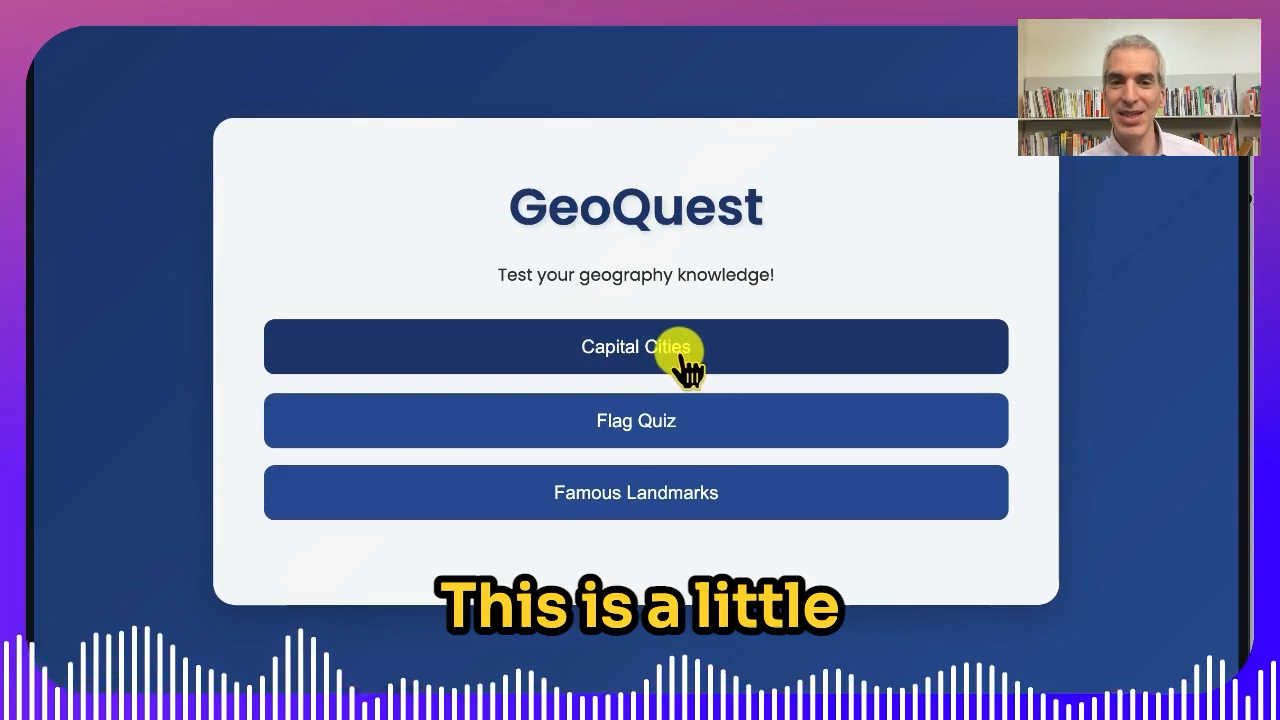 GeoQuest
Test your geography knowledge!
Capital Cities
Flag Quiz
Famous Landmarks
This is a little